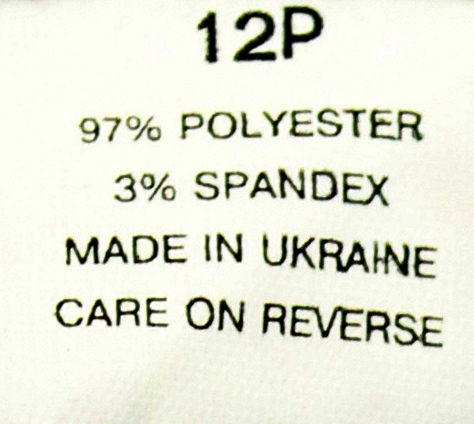 12P
97% POLYESTER
3% SPANDEX
MADE IN UKRAINE
CARE ON REVERSE